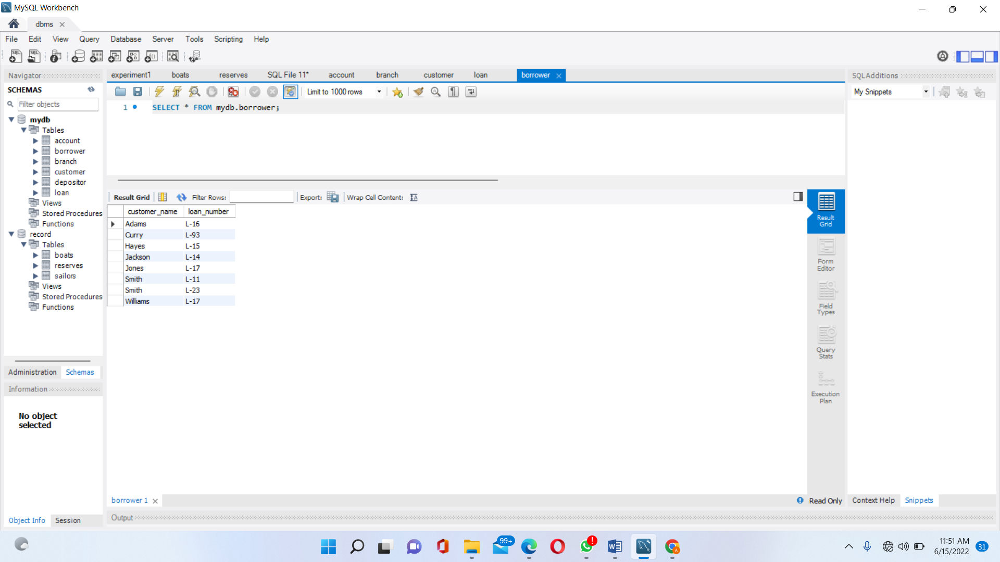 MySQL Workbench
dbms
File Edit View Query Database Server Tools Scripting Help
Navigator
experiment1 boats reserves SQL File 11* account branch customer loan borrower
SQLAdditions
SCHEMAS
Limit to 1000 rows
My Snippets
Filter objects
1 SELECT * FROM mydb.borrower;
mydb
Tables
account
borrower
branch
customer
depositor
loan
Views
Stored Procedures
Functions
record
Tables
boats
reserves
sailors
Views
Stored Procedures
Functions
Administration Schemas
Information
No object
selected
Object Info Session
Result Grid Filter Rows: Export: Wrap Cell Content:
customer_name loan_number
Adams L-16
Curry L-93
Hayes L-15
Jackson L-14
Jones L-17
Smith L-11
Smith L-23
Williams L-17
Result
Grid
Form
Editor
Field
Types
Query
Stats
Execution
Plan
borrower 1
Read Only
Context Help Snippets
Output
99+
11:51 AM
6/15/2022
31